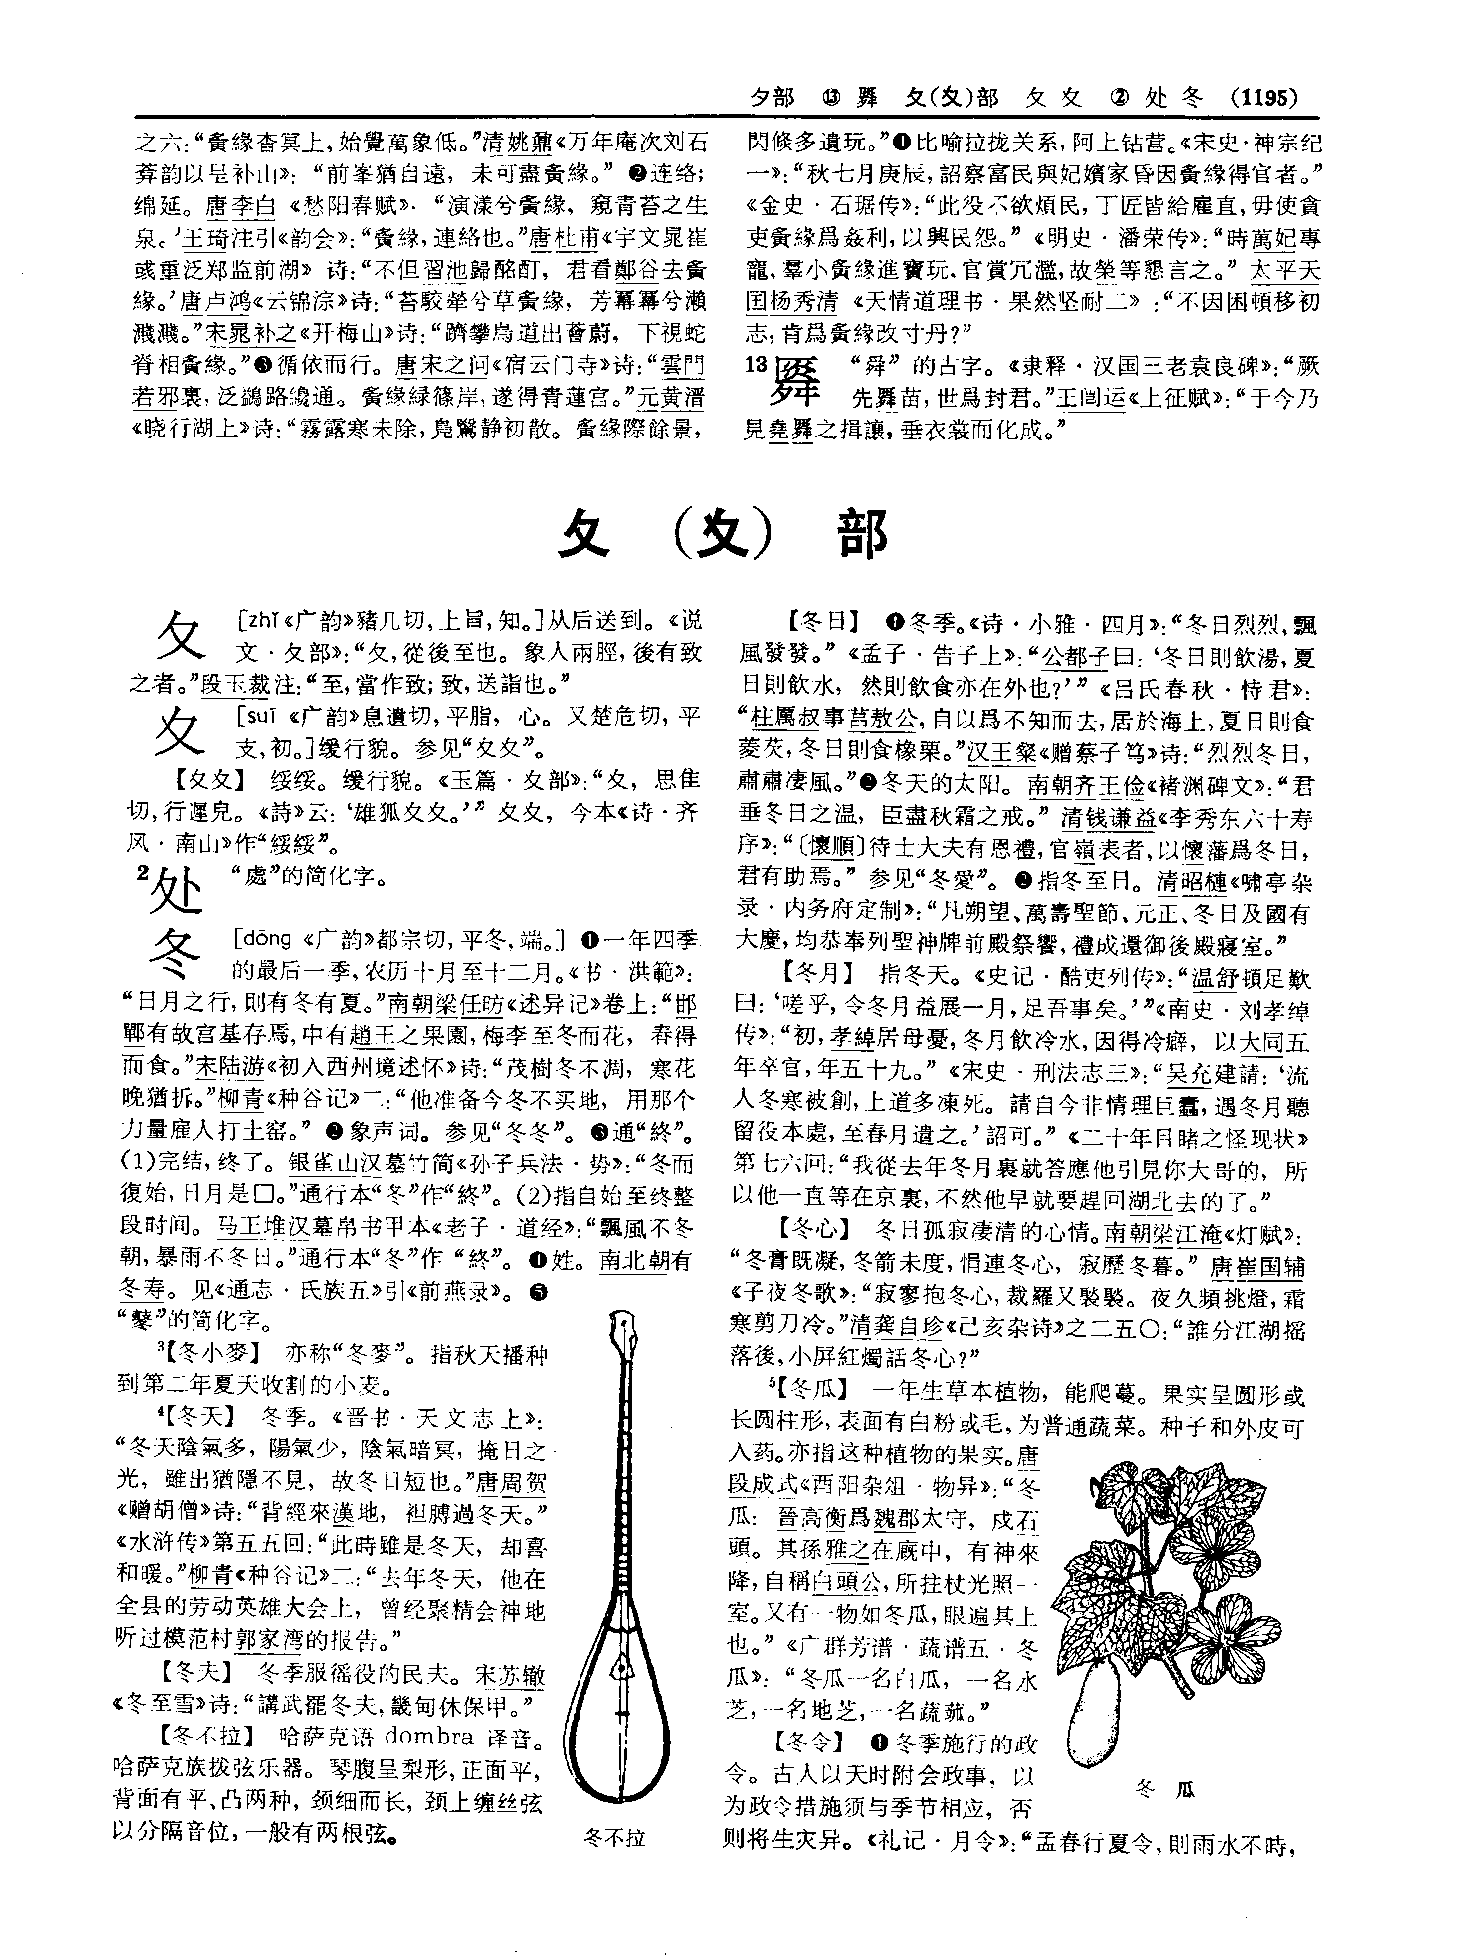 夕部 ⑬ 䑞 夂(夊)部 夂 夊 ② 处 冬 (1195)
之六：“夤緣杳冥上，始覺萬象低。”清姚鼐《万年庵次刘石
莽韵以呈补山》：“前峯猶自遠，未可盡夤緣。”❷连络；
绵延。唐李白《愁阳春赋》：“演漾兮夤緣，窺青苔之生
泉。”王琦注引《韵会》：“夤緣，連絡也。”唐杜甫《宇文晁崔
彧重泛郑监前湖》诗：“不但習池歸酩酊，君看鄭谷去夤
緣。”唐卢鸿《云锦淙》诗：“苔駮犖兮草夤緣，芳冪冪兮瀨
濺濺。”宋晁补之《开梅山》诗：“躋攀鳥道出薈蔚，下視蛇
脊相夤緣。”❸循依而行。唐宋之问《宿云门寺》诗：“雲門
若邪裏，泛鷁路纔通。夤緣緑篠岸，遂得青蓮宫。”元黄溍
《晓行湖上》诗：“霧露寒未除，鳧鷖静初散。夤緣際餘景，
閃倏多遺玩。”❹比喻拉拢关系，阿上钻营。《宋史·神宗纪
一》：“秋七月庚辰，詔察富民與妃嬪家昏因夤緣得官者。”
《金史·石琚传》：“此役不欲煩民，丁匠皆給雇直，毋使貪
吏夤緣爲姦利，以興民怨。”《明史·潘荣传》：“時萬妃專
寵，羣小夤緣進寶玩，官賞冗濫，故榮等懇言之。”太平天
囯杨秀清《天情道理书·果然坚耐二》：“不因困頓移初
志，肯爲夤緣改寸丹？”
13 䑞 “舜”的古字。《隶释·汉国三老袁良碑》：“厥
先䑞苗，世爲封君。”王闿运《上征赋》：“于今乃
見堯䑞之揖讓，垂衣裳而化成。”
夂 （夊） 部
夂 [zhǐ《广韵》豬几切，上旨，知。]从后送到。《说
文·夂部》：“夂，從後至也。象人兩脛，後有致
之者。”段玉裁注：“至，當作致；致，送詣也。”
夊 [suī《广韵》息遺切，平脂，心。又楚危切，平
支，初。]缓行貌。参见“夊夊”。
【夊夊】 绥绥。缓行貌。《玉篇·夊部》：“夊，思隹
切，行遲皃。《詩》云：‘雄狐夊夊。’”夊夊，今本《诗·齐
风·南山》作“綏綏”。
2 处 “處”的简化字。
冬 [dōng《广韵》都宗切，平冬，端。]❶一年四季
的最后一季，农历十月至十二月。《书·洪範》：
“日月之行，則有冬有夏。”南朝梁任昉《述异记》卷上：“邯
鄲有故宫基存焉，中有趙王之果園，梅李至冬而花，春得
而食。”宋陆游《初入西州境述怀》诗：“茂樹冬不凋，寒花
晚猶拆。”柳青《种谷记》一：“他准备今冬不买地，用那个
力量雇人打土窑。”❷象声词。参见“冬冬”。❸通“終”。
(1)完结，终了。银雀山汉墓竹简《孙子兵法·势》：“冬而
復始，日月是囗。”通行本“冬”作“終”。(2)指自始至终整
段时间。马王堆汉墓帛书甲本《老子·道经》：“飄風不冬
朝，暴雨不冬日。”通行本“冬”作“終”。❹姓。南北朝有
冬寿。见《通志·氏族五》引《前燕录》。❺
“鼕”的简化字。
³【冬小麥】 亦称“冬麥”。指秋天播种
到第二年夏天收割的小麦。
⁴【冬天】 冬季。《晋书·天文志上》：
“冬天陰氣多，陽氣少，陰氣暗冥，掩日之
光，雖出猶隱不見，故冬日短也。”唐周贺
《赠胡僧》诗：“背經來漢地，袒膊過冬天。”
《水浒传》第五五回：“此時雖是冬天，却喜
和暖。”柳青《种谷记》二：“去年冬天，他在
全县的劳动英雄大会上，曾经聚精会神地
听过模范村郭家湾的报告。”
【冬夫】 冬季服徭役的民夫。宋苏辙
《冬至雪》诗：“講武罷冬夫，畿甸休保甲。”
【冬不拉】 哈萨克语 dombra 译音。
哈萨克族拨弦乐器。琴腹呈梨形，正面平，
背面有平、凸两种，颈细而长，颈上缠丝弦
以分隔音位，一般有两根弦。
冬不拉
【冬日】 ❶冬季。《诗·小雅·四月》：“冬日烈烈，飄
風發發。”《孟子·告子上》：“公都子曰：‘冬日則飲湯，夏
日則飲水，然則飲食亦在外也？’”《吕氏春秋·恃君》：
“柱厲叔事莒敖公，自以爲不知而去，居於海上，夏日則食
菱芡，冬日則食橡栗。”汉王粲《赠蔡子笃》诗：“烈烈冬日，
肅肅凄風。”❷冬天的太阳。南朝齐王俭《褚渊碑文》：“君
垂冬日之温，臣盡秋霜之戒。”清钱谦益《李秀东六十寿
序》：“〔懷順〕待士大夫有恩禮，官嶺表者，以懷藩爲冬日，
君有助焉。”参见“冬愛”。❸指冬至日。清昭槤《啸亭杂
录·内务府定制》：“凡朔望、萬壽聖節、元正、冬日及國有
大慶，均恭奉列聖神牌前殿祭饗，禮成還御後殿寢室。”
【冬月】 指冬天。《史记·酷吏列传》：“温舒頓足歎
曰：‘嗟乎，令冬月益展一月，足吾事矣。’”《南史·刘孝绰
传》：“初，孝綽居母憂，冬月飲冷水，因得冷癖，以大同五
年卒官，年五十九。”《宋史·刑法志三》：“吴充建請：‘流
人冬寒被創，上道多凍死。請自今非情理巨蠹，遇冬月聽
留役本處，至春月遣之。’詔可。”《二十年目睹之怪现状》
第七六回：“我從去年冬月裏就答應他引見你大哥的，所
以他一直等在京裏，不然他早就要趕回湖北去的了。”
【冬心】 冬日孤寂凄清的心情。南朝梁江淹《灯赋》：
“冬膏既凝，冬箭未度，悁連冬心，寂歷冬暮。”唐崔国辅
《子夜冬歌》：“寂寥抱冬心，裁羅又褧褧。夜久頻挑燈，霜
寒剪刀冷。”清龚自珍《己亥杂诗》之二五〇：“誰分江湖摇
落後，小屏紅燭話冬心？”
⁵【冬瓜】 一年生草本植物，能爬蔓。果实呈圆形或
长圆柱形，表面有白粉或毛，为普通蔬菜。种子和外皮可
入药。亦指这种植物的果实。唐
段成式《酉阳杂俎·物异》：“冬
瓜：晉高衡爲魏郡太守，戍石
頭。其孫雅之在廐中，有神來
降，自稱白頭公，所拄杖光照一
室。又有一物如冬瓜，眼遍其上
也。”《广群芳谱·蔬谱五·冬
瓜》：“冬瓜一名白瓜，一名水
芝，一名地芝，一名蔬蓏。”
【冬令】 ❶冬季施行的政
令。古人以天时附会政事，以
为政令措施须与季节相应，否
则将生灾异。《礼记·月令》：“孟春行夏令，則雨水不時，
冬 瓜